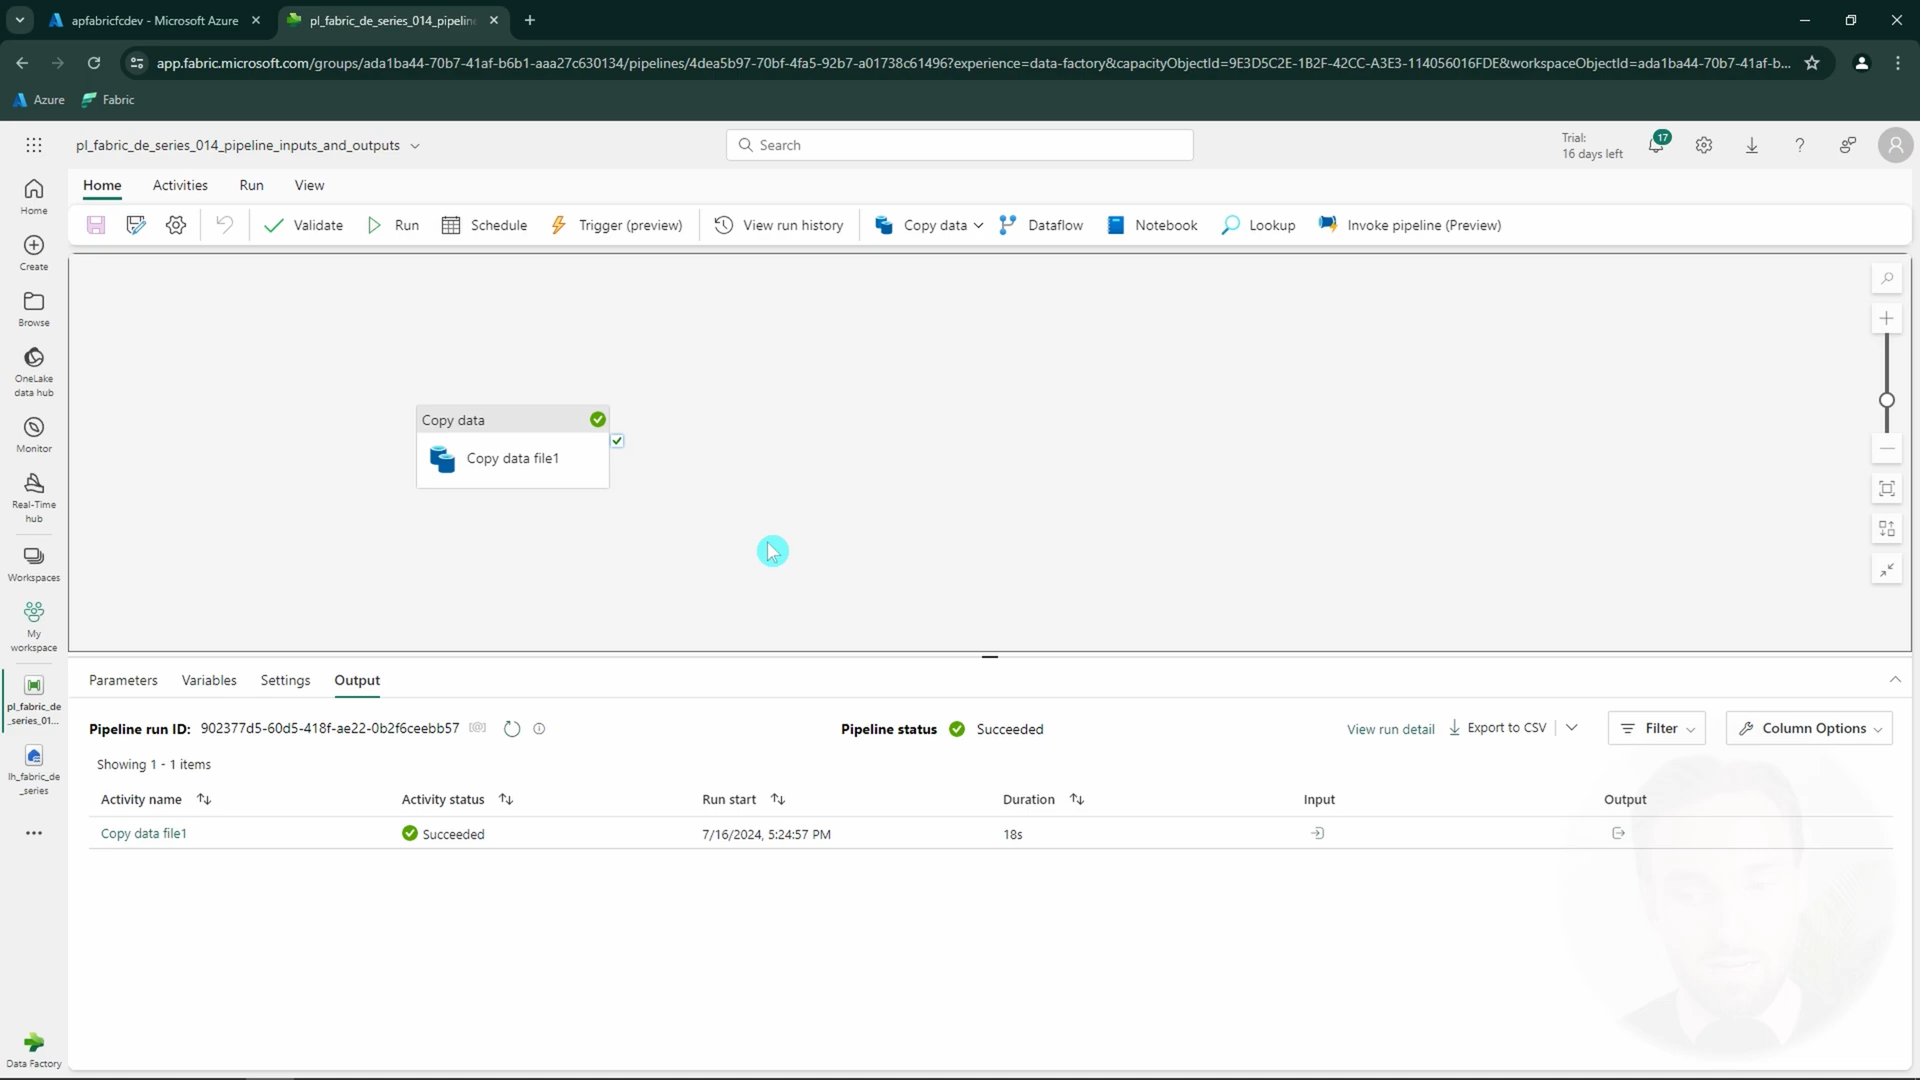 apfabricfcdev - Microsoft Azure
pl_fabric_de_series_014_pipelin
app.fabric.microsoft.com/groups/ada1ba44-70b7-41af-b6b1-aaa27c630134/pipelines/4dea5b97-70bf-4fa5-92b7-a01738c61496?experience=data-factory&capacityObjectId=9E3D5C2E-1B2F-42CC-A3E3-114056016FDE&workspaceObjectId=ada1ba44-70b7-41af-b...
Azure Fabric
pl_fabric_de_series_014_pipeline_inputs_and_outputs
Search
Trial:
16 days left
17
Home Activities Run View
Validate Run Schedule Trigger (preview) View run history Copy data Dataflow Notebook Lookup Invoke pipeline (Preview)
Home
Create
Browse
OneLake
data hub
Monitor
Real-Time
hub
Workspaces
My
workspace
pl_fabric_de
_series_01...
lh_fabric_de
_series
Data Factory
Copy data
Copy data file1
Parameters Variables Settings Output
Pipeline run ID: 902377d5-60d5-418f-ae22-0b2f6ceebb57 Pipeline status Succeeded View run detail Export to CSV Filter Column Options
Showing 1 - 1 items
Activity name Activity status Run start Duration Input Output
Copy data file1 Succeeded 7/16/2024, 5:24:57 PM 18s